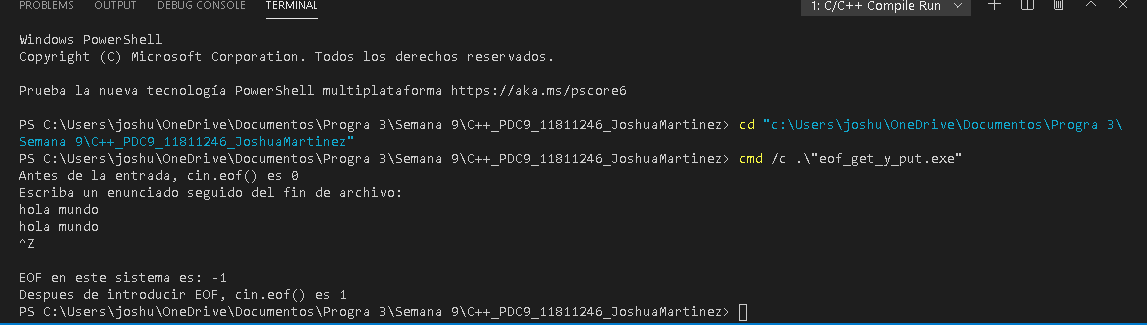 PROBLEMS OUTPUT DEBUG CONSOLE TERMINAL 1: C/C++ Compile Run
Windows PowerShell
Copyright (C) Microsoft Corporation. Todos los derechos reservados.
Prueba la nueva tecnología PowerShell multiplataforma https://aka.ms/pscore6
PS C:\Users\joshu\OneDrive\Documentos\Progra 3\Semana 9\C++_PDC9_11811246_JoshuaMartinez> cd "c:\Users\joshu\OneDrive\Documentos\Progra 3\
Semana 9\C++_PDC9_11811246_JoshuaMartinez"
PS C:\Users\joshu\OneDrive\Documentos\Progra 3\Semana 9\C++_PDC9_11811246_JoshuaMartinez> cmd /c .\"eof_get_y_put.exe"
Antes de la entrada, cin.eof() es 0
Escriba un enunciado seguido del fin de archivo:
hola mundo
hola mundo
^Z
EOF en este sistema es: -1
Despues de introducir EOF, cin.eof() es 1
PS C:\Users\joshu\OneDrive\Documentos\Progra 3\Semana 9\C++_PDC9_11811246_JoshuaMartinez>